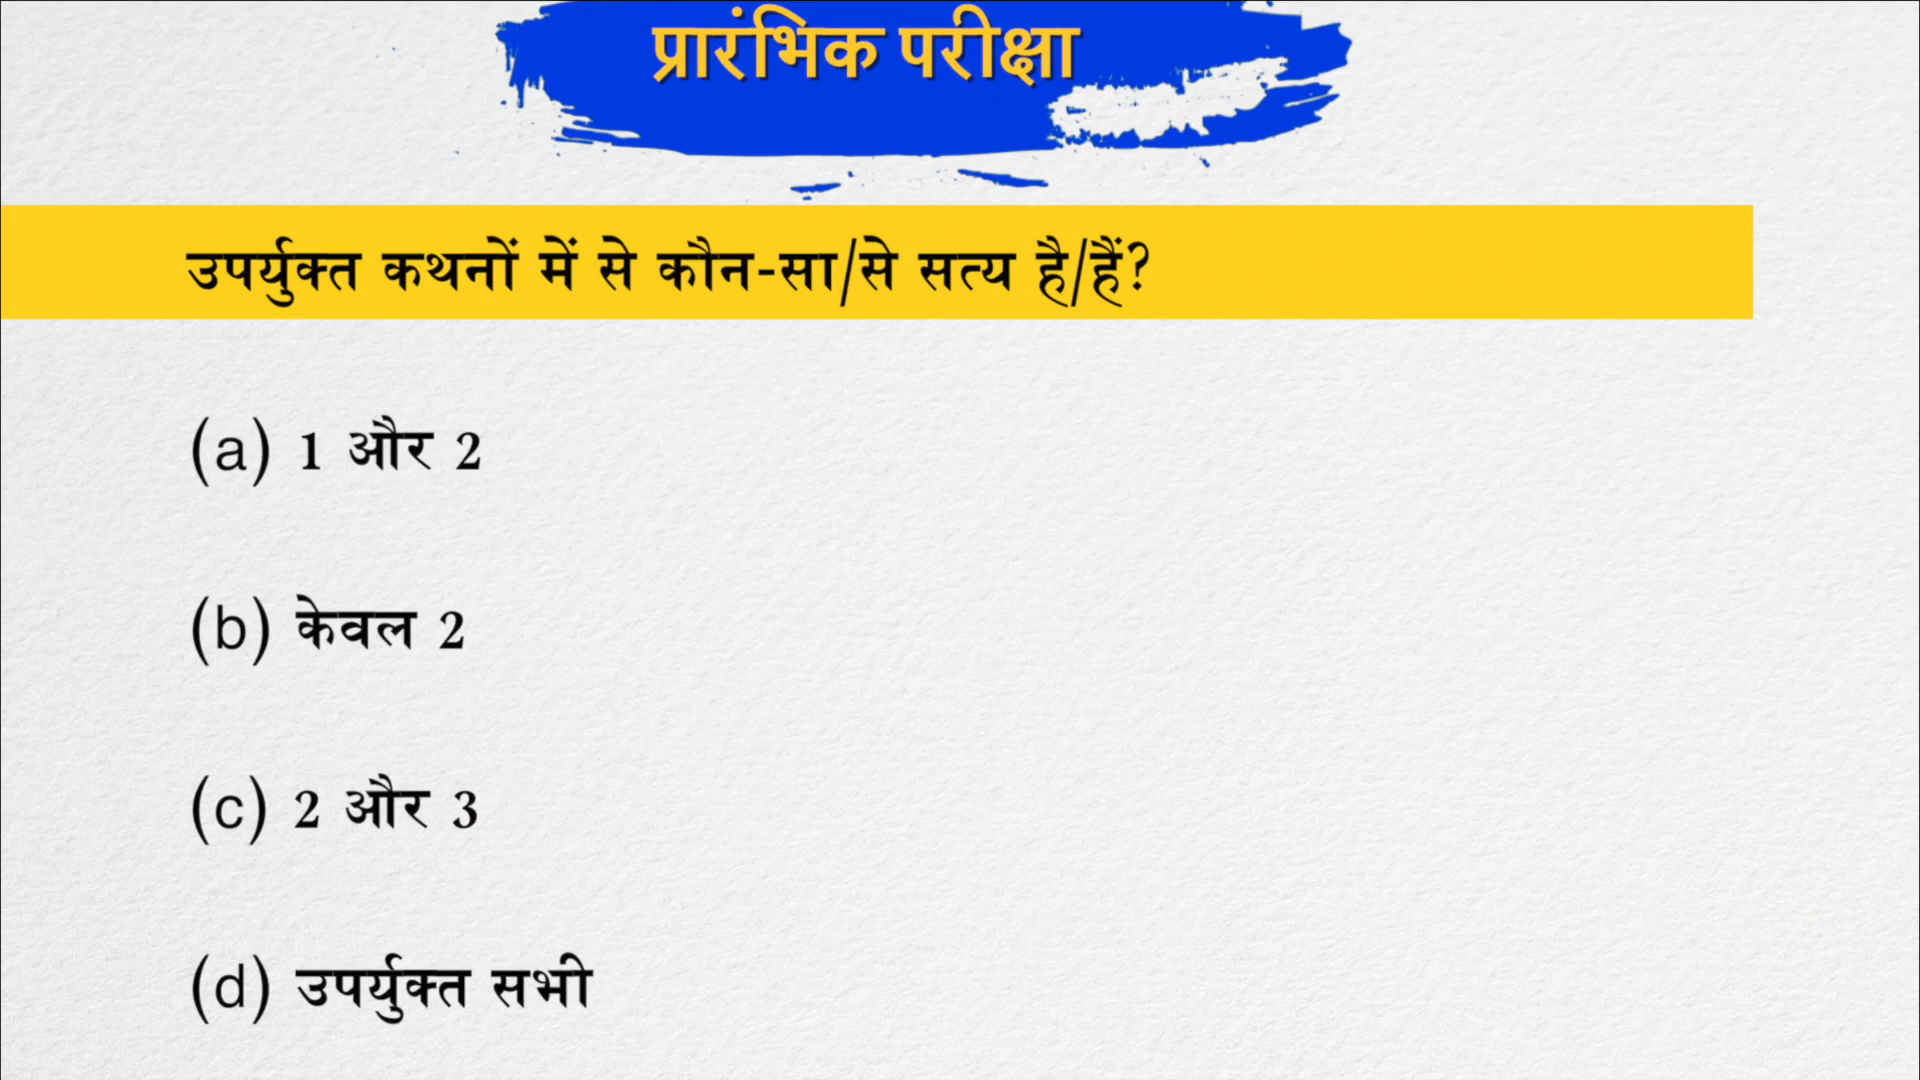 प्रारंभिक परीक्षा
उपर्युक्त कथनों में से कौन-सा/से सत्य है/हैं?
(a) 1 और 2
(b) केवल 2
(c) 2 और 3
(d) उपर्युक्त सभी